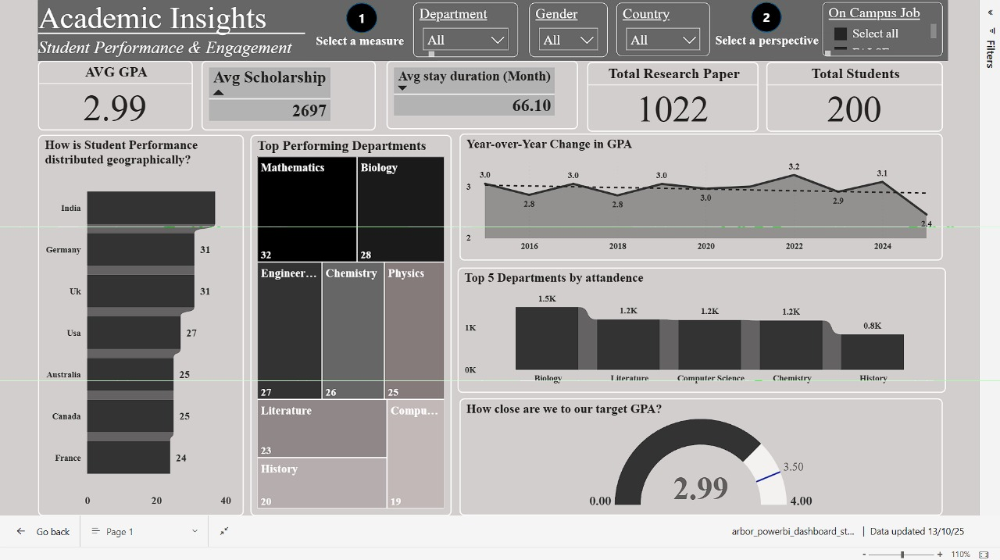 Academic Insights
Student Performance & Engagement
1
Select a measure
Department
All
Gender
All
Country
All
2
Select a perspective
On Campus Job
Select all
Filters
AVG GPA
2.99
Avg Scholarship
2697
Avg stay duration (Month)
66.10
Total Research Paper
1022
Total Students
200
How is Student Performance
distributed geographically?
India
Germany
31
Uk
31
Usa
27
Australia
25
Canada
25
France
24
0
20
40
Top Performing Departments
Mathematics
32
Biology
28
Engineer...
27
Chemistry
26
Physics
25
Literature
23
Compu...
19
History
20
Year-over-Year Change in GPA
3
2
3.0
2.8
3.0
2.8
3.0
3.0
3.2
2.9
3.1
2.4
2016
2018
2020
2022
2024
Top 5 Departments by attandence
1K
0K
1.5K
1.2K
1.2K
1.2K
0.8K
Biology
Literature
Computer Science
Chemistry
History
How close are we to our target GPA?
3.50
2.99
0.00
4.00
Go back
Page 1
arbor_powerbi_dashboard_st... | Data updated 13/10/25
- + 110%